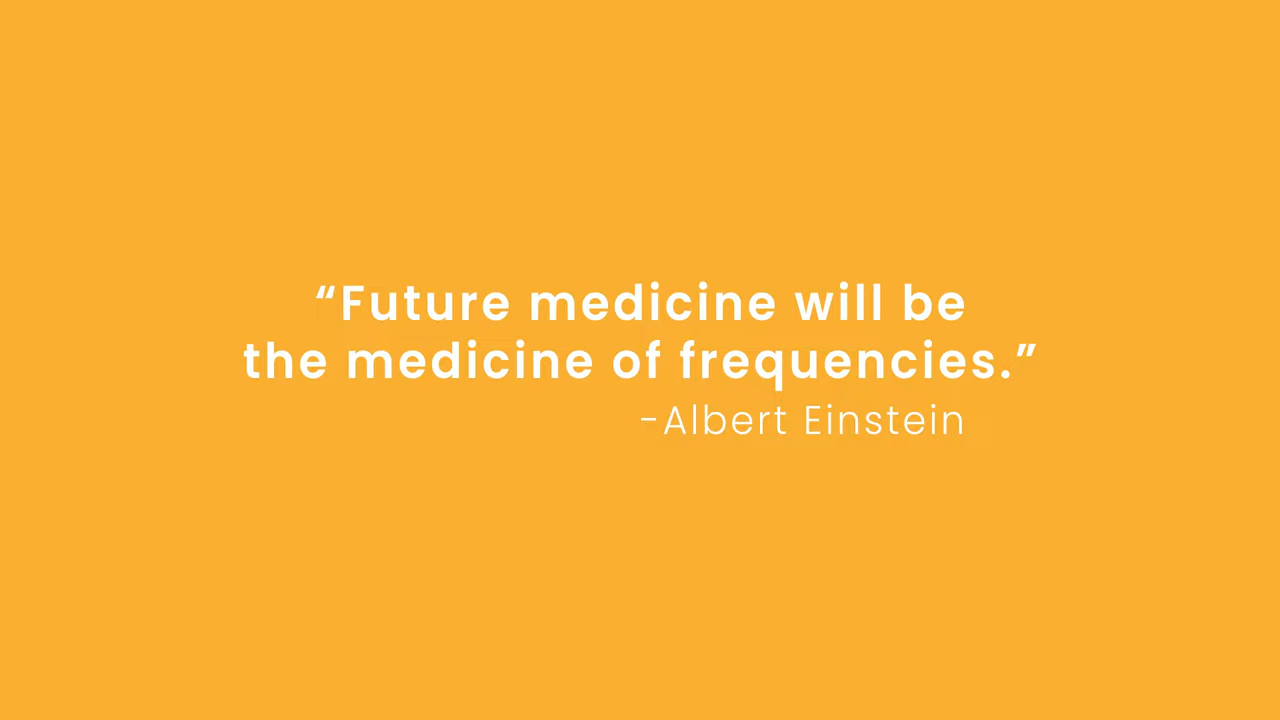 “Future medicine will be
the medicine of frequencies.”
-Albert Einstein